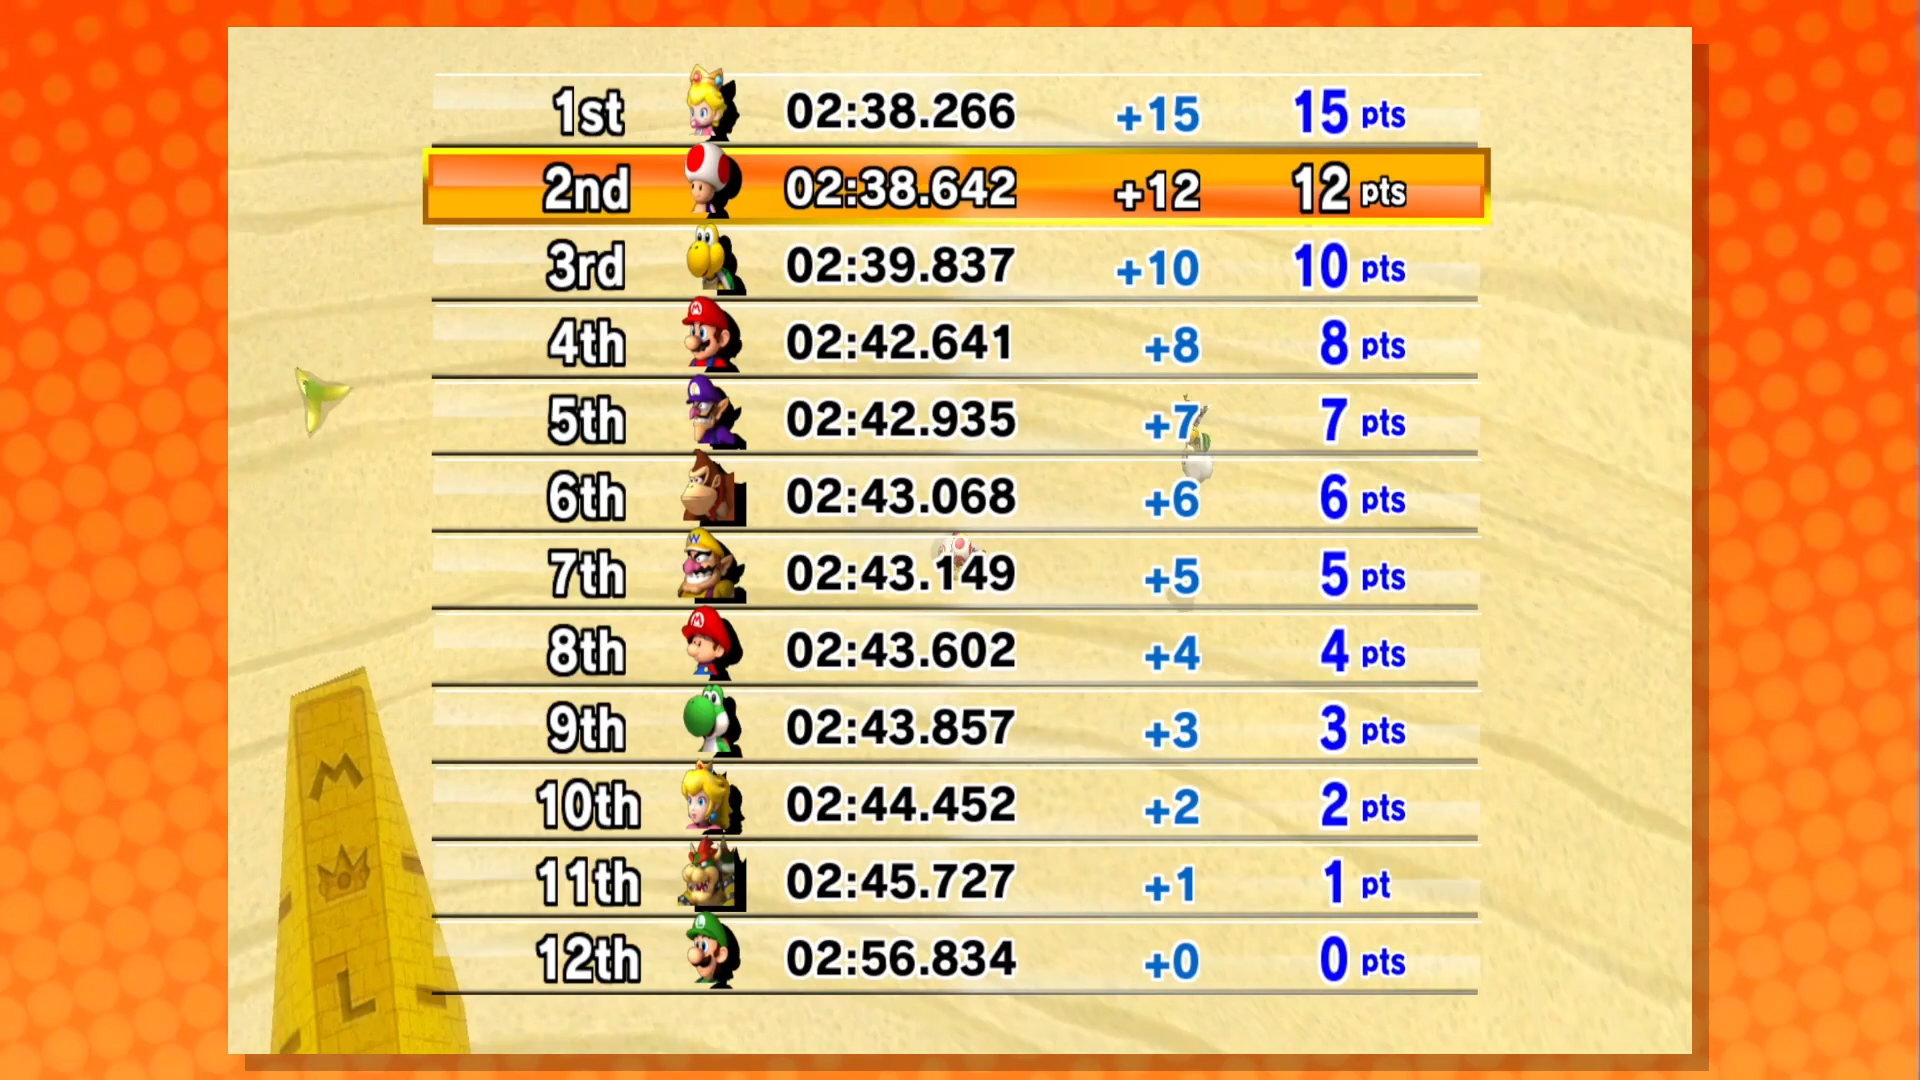 1st 02:38.266 +15 15 pts
2nd 02:38.642 +12 12 pts
3rd 02:39.837 +10 10 pts
4th 02:42.641 +8 8 pts
5th 02:42.935 +7 7 pts
6th 02:43.068 +6 6 pts
7th 02:43.149 +5 5 pts
8th 02:43.602 +4 4 pts
9th 02:43.857 +3 3 pts
10th 02:44.452 +2 2 pts
11th 02:45.727 +1 1 pt
12th 02:56.834 +0 0 pts
M
L